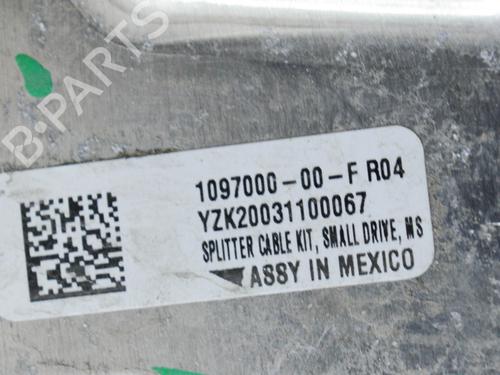 B·PARTS
1097000-00-F R04
YZK20031100067
SPLITTER CABLE KIT, SMALL DRIVE, MS
ASSY IN MEXICO